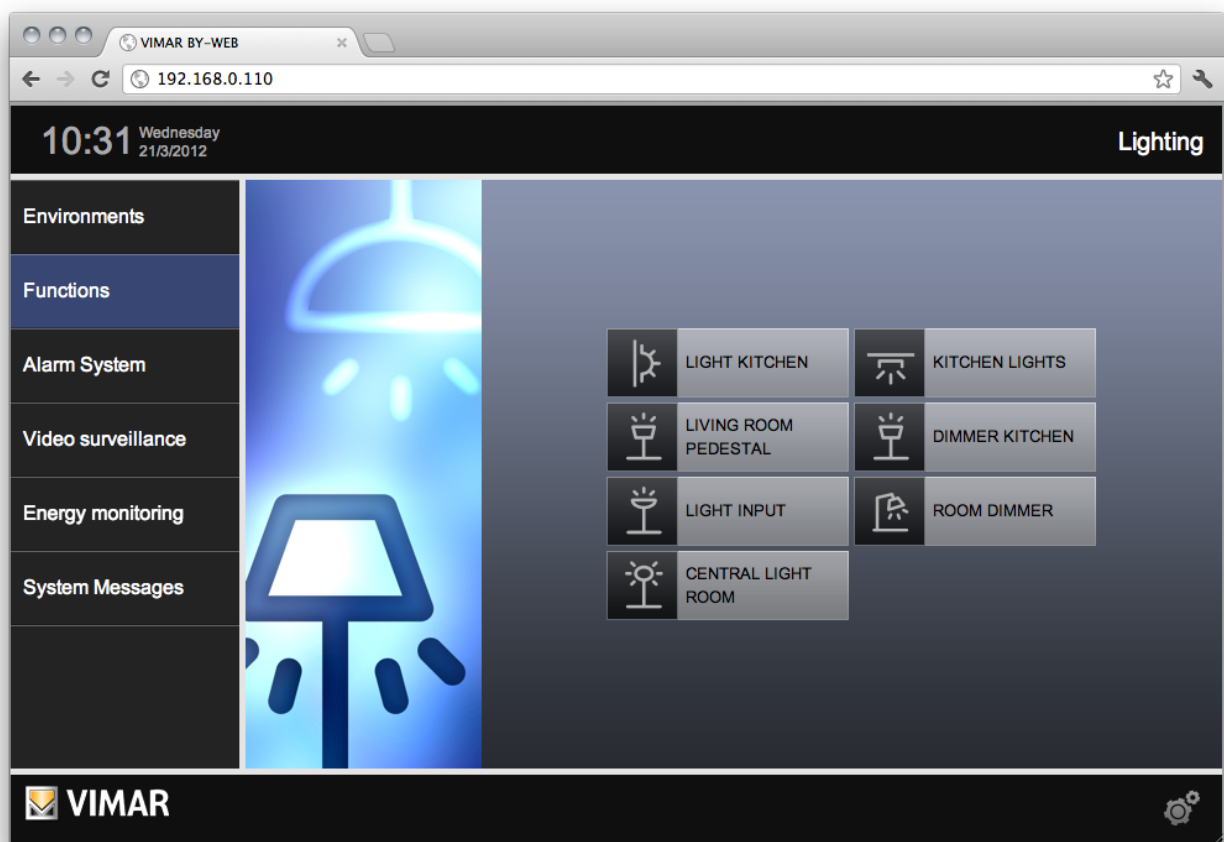 VIMAR BY-WEB
192.168.0.110
10:31 Wednesday
21/3/2012
Lighting
Environments
Functions
Alarm System
Video surveillance
Energy monitoring
System Messages
LIGHT KITCHEN
KITCHEN LIGHTS
LIVING ROOM
PEDESTAL
DIMMER KITCHEN
LIGHT INPUT
ROOM DIMMER
CENTRAL LIGHT
ROOM
VIMAR